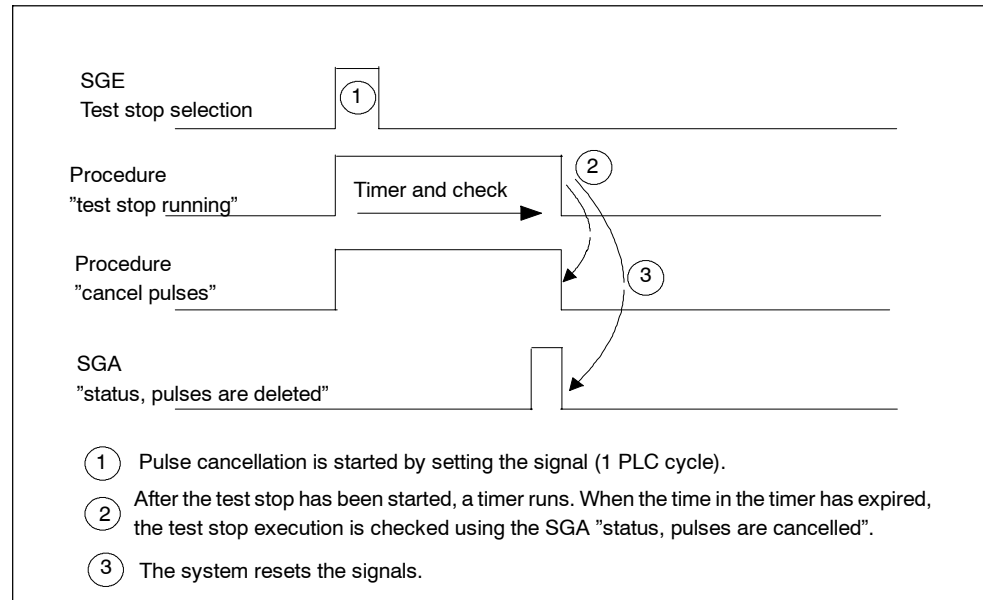 SGE
Test stop selection
1
Procedure
”test stop running”
Timer and check
2
Procedure
”cancel pulses”
3
SGA
”status, pulses are deleted”
1 Pulse cancellation is started by setting the signal (1 PLC cycle).
2 After the test stop has been started, a timer runs. When the time in the timer has expired,
the test stop execution is checked using the SGA ”status, pulses are cancelled”.
3 The system resets the signals.